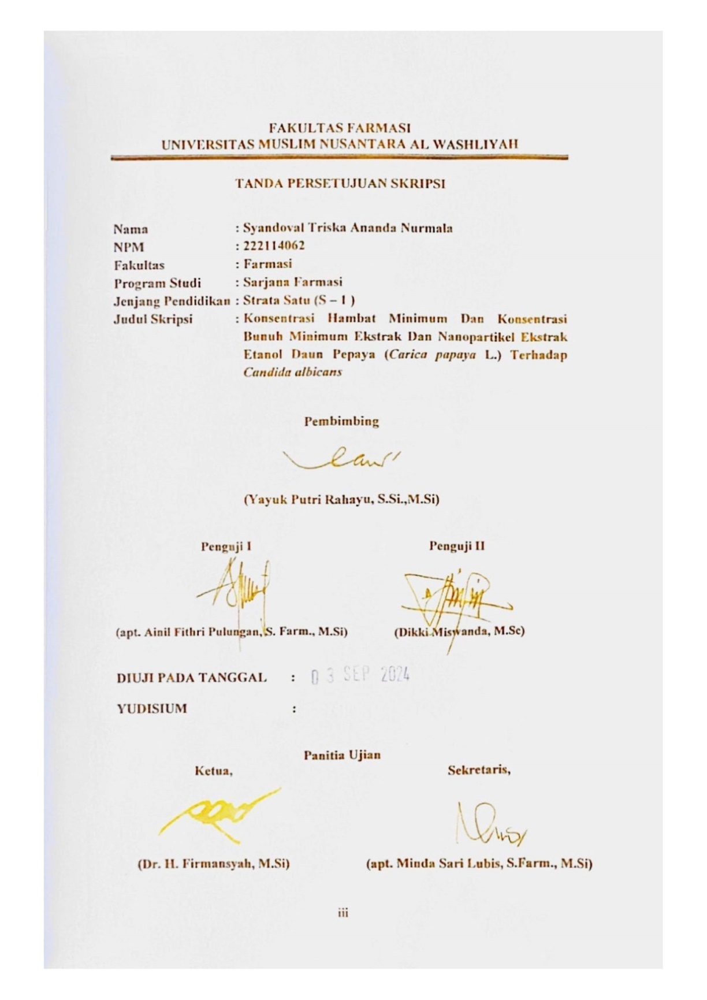 FAKULTAS FARMASI
UNIVERSITAS MUSLIM NUSANTARA AL WASHLIYAH
TANDA PERSETUJUAN SKRIPSI
Nama : Syandoval Triska Ananda Nurmala
NPM : 222114062
Fakultas : Farmasi
Program Studi : Sarjana Farmasi
Jenjang Pendidikan : Strata Satu (S – 1 )
Judul Skripsi : Konsentrasi Hambat Minimum Dan Konsentrasi
Bunuh Minimum Ekstrak Dan Nanopartikel Ekstrak
Etanol Daun Pepaya (Carica papaya L.) Terhadap
Candida albicans
Pembimbing
(Yayuk Putri Rahayu, S.Si.,M.Si)
Penguji I Penguji II
(apt. Ainil Fithri Pulungan, S. Farm., M.Si) (Dikki Miswanda, M.Sc)
DIUJI PADA TANGGAL : 03 SEP 2024
YUDISIUM :
Panitia Ujian
Ketua, Sekretaris,
(Dr. H. Firmansyah, M.Si) (apt. Minda Sari Lubis, S.Farm., M.Si)
iii